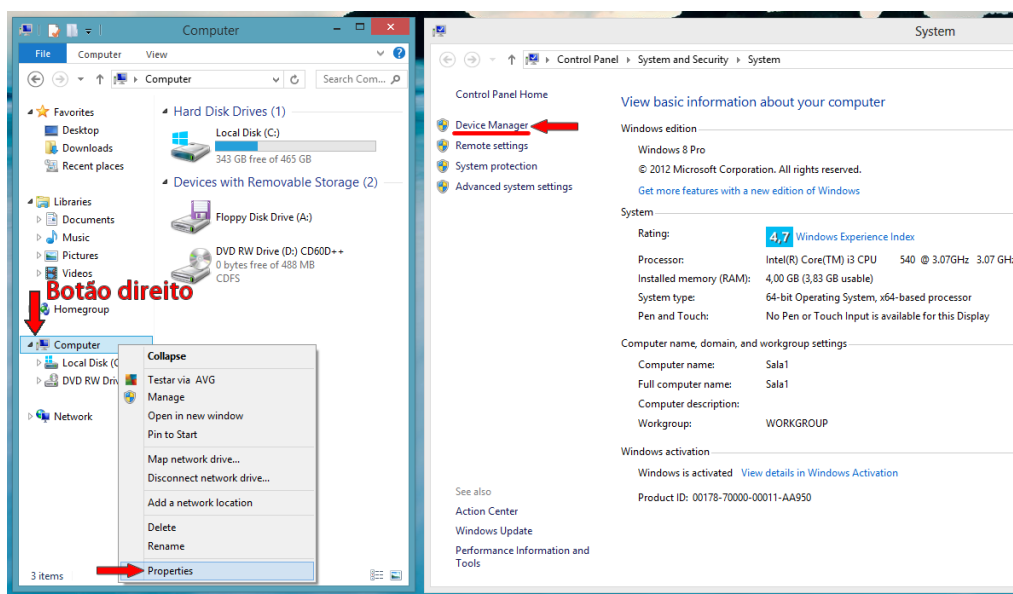 Computer
File Computer View
Computer Search Com...
Favorites
Desktop
Downloads
Recent places
Libraries
Documents
Music
Pictures
Videos
Homegroup
Computer
Local Disk (C
DVD RW Driv
Network
3 items
Hard Disk Drives (1)
Local Disk (C:)
343 GB free of 465 GB
Devices with Removable Storage (2)
Floppy Disk Drive (A:)
DVD RW Drive (D:) CD60D++
0 bytes free of 488 MB
CDFS
Botão direito
Collapse
Testar via AVG
Manage
Open in new window
Pin to Start
Map network drive...
Disconnect network drive...
Add a network location
Delete
Rename
Properties
System
Control Panel System and Security System
Control Panel Home
Device Manager
Remote settings
System protection
Advanced system settings
See also
Action Center
Windows Update
Performance Information and
Tools
View basic information about your computer
Windows edition
Windows 8 Pro
© 2012 Microsoft Corporation. All rights reserved.
Get more features with a new edition of Windows
System
Rating: 4,7 Windows Experience Index
Processor: Intel(R) Core(TM) i3 CPU 540 @ 3.07GHz 3.07 GHz
Installed memory (RAM): 4,00 GB (3,83 GB usable)
System type: 64-bit Operating System, x64-based processor
Pen and Touch: No Pen or Touch Input is available for this Display
Computer name, domain, and workgroup settings
Computer name: Sala1
Full computer name: Sala1
Computer description:
Workgroup: WORKGROUP
Windows activation
Windows is activated View details in Windows Activation
Product ID: 00178-70000-00011-AA950